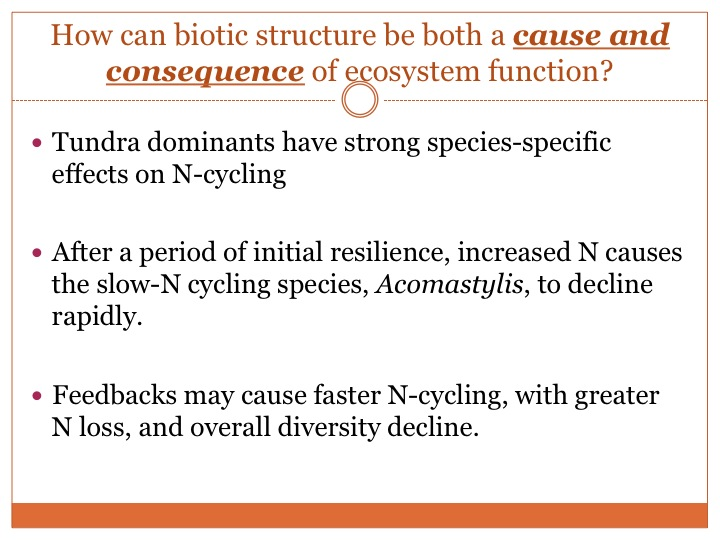 How can biotic structure be both a cause and
consequence of ecosystem function?
• Tundra dominants have strong species-specific
effects on N-cycling
• After a period of initial resilience, increased N causes
the slow-N cycling species, Acomastylis, to decline
rapidly.
• Feedbacks may cause faster N-cycling, with greater
N loss, and overall diversity decline.